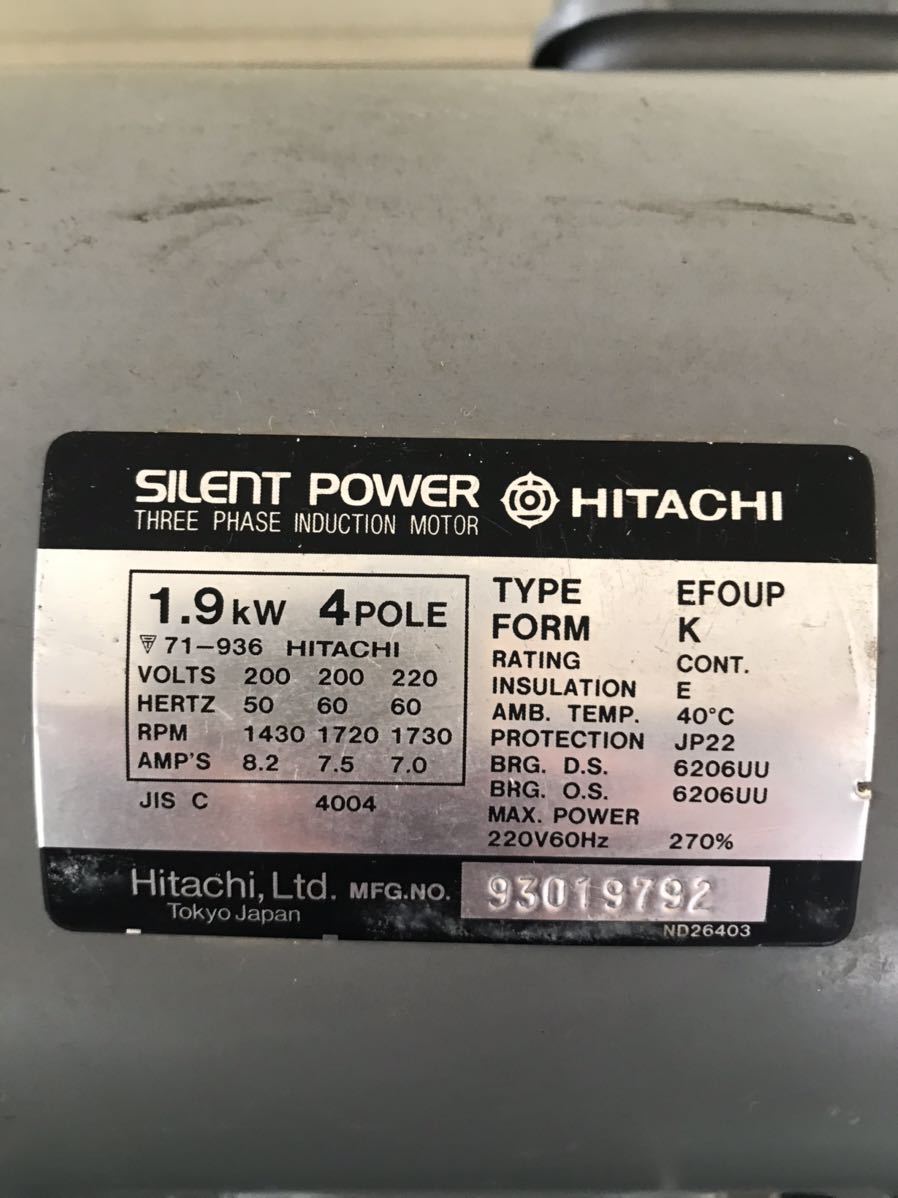 SILENT POWER HITACHI
THREE PHASE INDUCTION MOTOR
1.9kW 4POLE
71-936 HITACHI
VOLTS 200 200 220
HERTZ 50 60 60
RPM 1430 1720 1730
AMP'S 8.2 7.5 7.0
JIS C 4004
TYPE EFOUP
FORM K
RATING CONT.
INSULATION E
AMB. TEMP. 40°C
PROTECTION JP22
BRG. D.S. 6206UU
BRG. O.S. 6206UU
MAX. POWER
220V60Hz 270%
Hitachi, Ltd. MFG.NO. 93019792
Tokyo Japan
ND26403